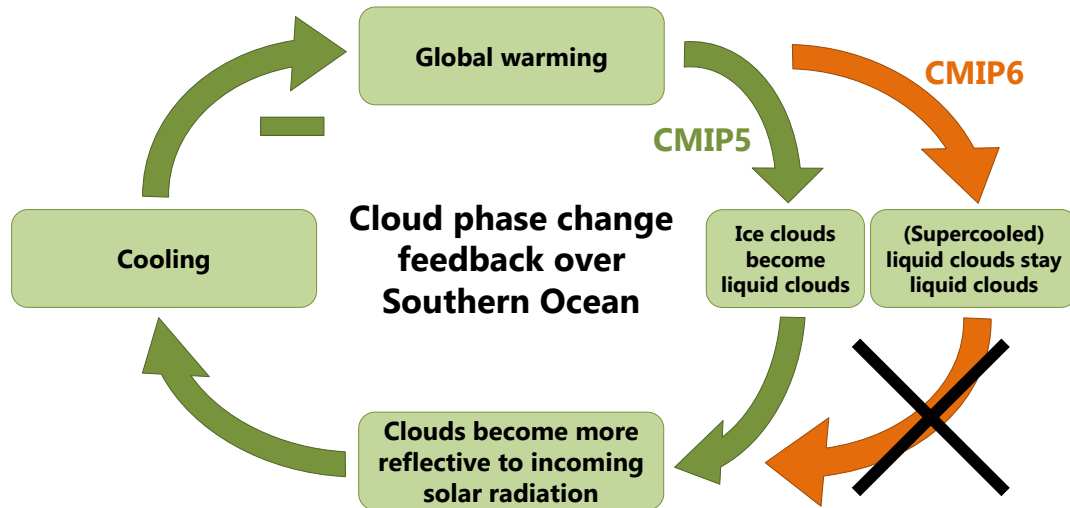 Global warming
CMIP6
CMIP5
Cloud phase change
feedback over
Southern Ocean
Cooling
Ice clouds
become
liquid clouds
(Supercooled)
liquid clouds stay
liquid clouds
Clouds become more
reflective to incoming
solar radiation